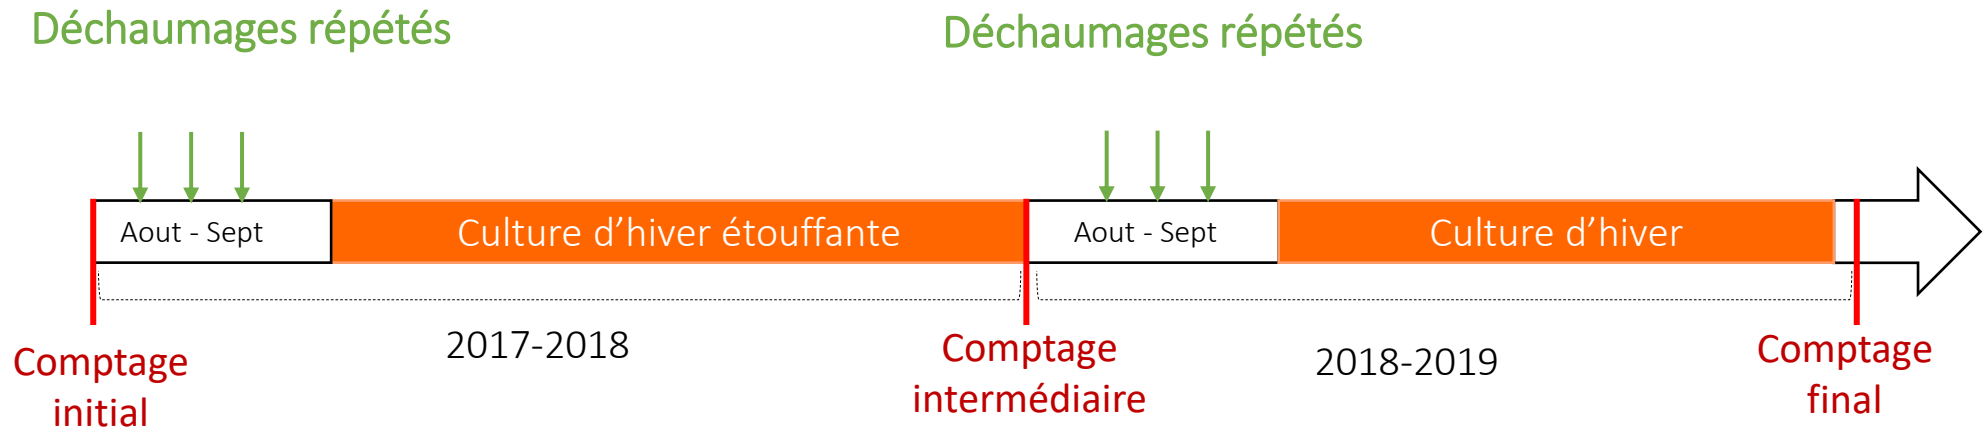 Déchaumages répétés
Déchaumages répétés
Aout - Sept
Culture d’hiver étouffante
Aout - Sept
Culture d’hiver
2017-2018
2018-2019
Comptage
initial
Comptage
intermédiaire
Comptage
final